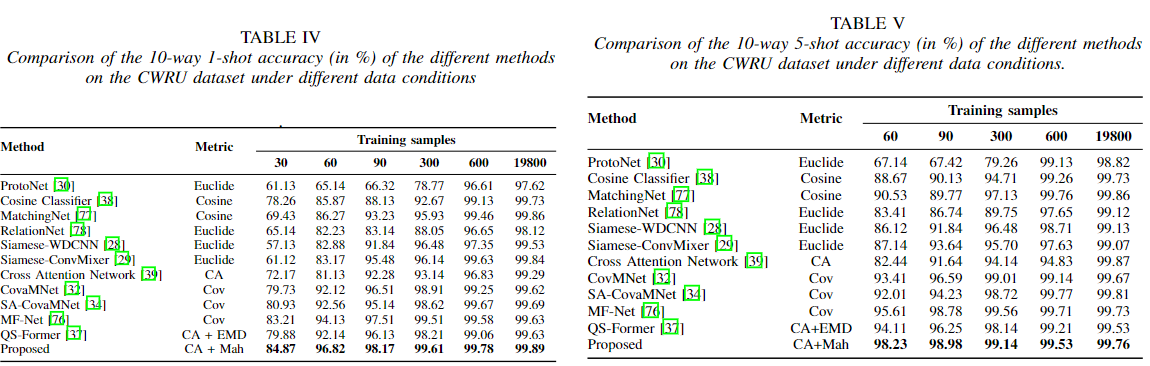 TABLE IV
Comparison of the 10-way 1-shot accuracy (in %) of the different methods
on the CWRU dataset under different data conditions
Method Metric Training samples
30 60 90 300 600 19800
ProtoNet [30] Euclide 61.13 65.14 66.32 78.77 96.61 97.62
Cosine Classifier [38] Cosine 78.26 85.87 88.13 92.67 99.13 99.73
MatchingNet [77] Cosine 69.43 86.27 93.23 95.93 99.46 99.86
RelationNet [78] Euclide 65.14 82.23 83.14 88.05 96.65 98.12
Siamese-WDCNN [28] Euclide 57.13 82.88 91.84 96.48 97.35 99.53
Siamese-ConvMixer [29] Euclide 61.12 83.17 95.48 96.14 99.63 99.84
Cross Attention Network [39] CA 72.17 81.13 92.28 93.14 96.83 99.29
CovaMNet [32] Cov 79.73 92.12 96.51 98.91 99.25 99.62
SA-CovaMNet [34] Cov 80.93 92.56 95.14 98.62 99.67 99.69
MF-Net [76] Cov 83.21 94.13 97.51 99.51 99.58 99.63
QS-Former [37] CA + EMD 79.88 92.14 96.13 98.21 99.06 99.63
Proposed CA + Mah 84.87 96.82 98.17 99.61 99.78 99.89
TABLE V
Comparison of the 10-way 5-shot accuracy (in %) of the different methods
on the CWRU dataset under different data conditions.
Method Metric Training samples
60 90 300 600 19800
ProtoNet [30] Euclide 67.14 67.42 79.26 99.13 98.82
Cosine Classifier [38] Cosine 88.67 90.13 94.71 99.26 99.73
MatchingNet [77] Cosine 90.53 89.77 97.13 99.76 99.86
RelationNet [78] Euclide 83.41 86.74 89.75 97.65 99.12
Siamese-WDCNN [28] Euclide 86.12 91.84 96.48 98.71 99.13
Siamese-ConvMixer [29] Euclide 87.14 93.64 95.70 97.63 99.07
Cross Attention Network [39] CA 82.44 91.64 94.14 94.83 99.87
CovMNet [32] Cov 93.41 96.59 99.01 99.14 99.67
SA-CovaMNet [34] Cov 92.01 94.23 98.72 99.77 99.81
MF-Net [76] Cov 95.61 98.78 99.56 99.71 99.73
QS-Former [37] CA+EMD 94.11 96.25 98.14 99.21 99.53
Proposed CA+Mah 98.23 98.98 99.14 99.53 99.76